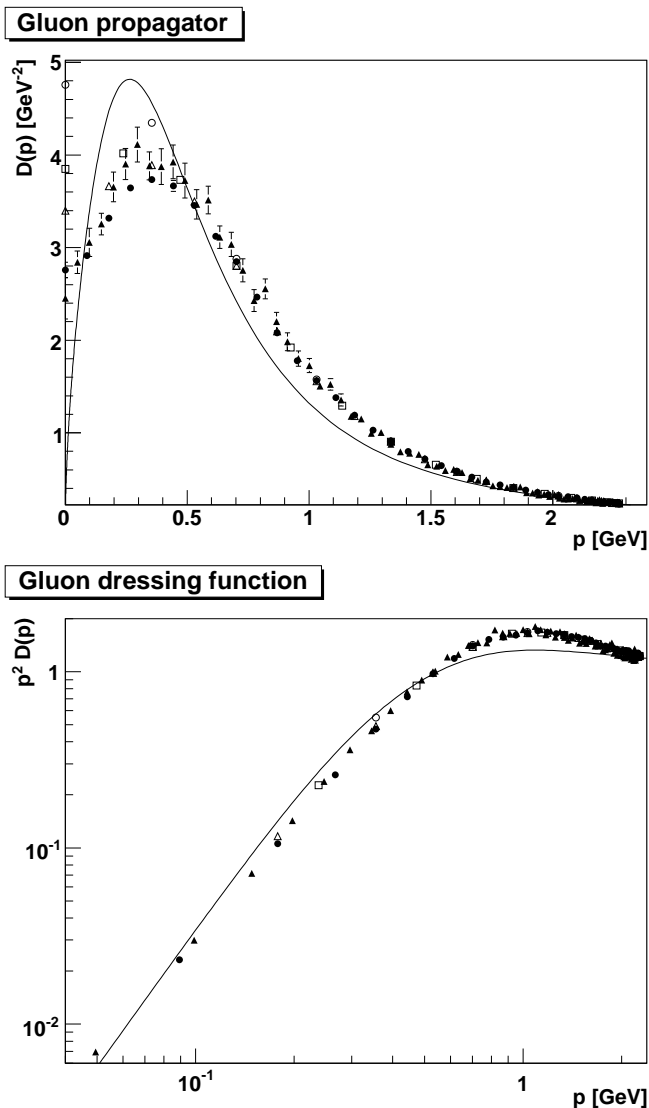 Gluon propagator
D(p) [GeV⁻²]
5
4
3
2
1
0 0.5 1 1.5 2
p [GeV]
Gluon dressing function
p² D(p)
1
10⁻¹
10⁻²
10⁻¹ 1
p [GeV]